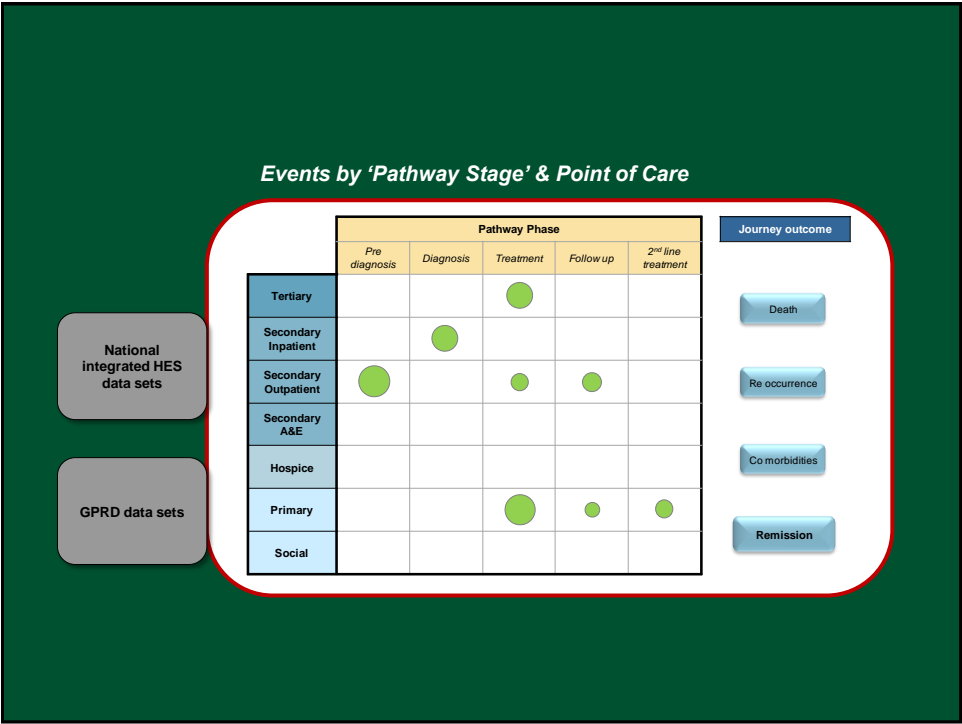 Events by ‘Pathway Stage’ & Point of Care
Pathway Phase
Journey outcome
Pre
diagnosis
Diagnosis
Treatment
Follow up
2nd line
treatment
Tertiary
Secondary
Inpatient
Secondary
Outpatient
Secondary
A&E
Hospice
Primary
Social
National
integrated HES
data sets
GPRD data sets
Death
Re occurrence
Co morbidities
Remission